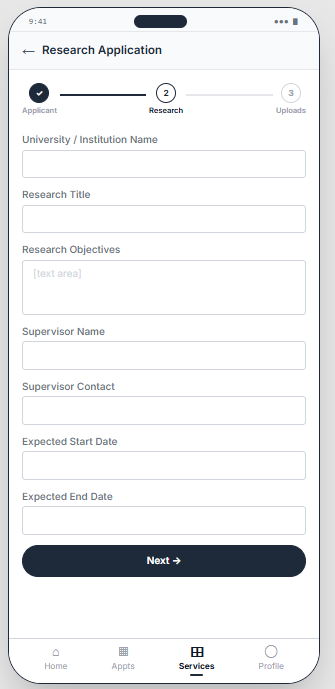 9:41
← Research Application
✓ 2 3
Applicant Research Uploads
University / Institution Name
Research Title
Research Objectives
[text area]
Supervisor Name
Supervisor Contact
Expected Start Date
Expected End Date
Next →
Home Appts Services Profile